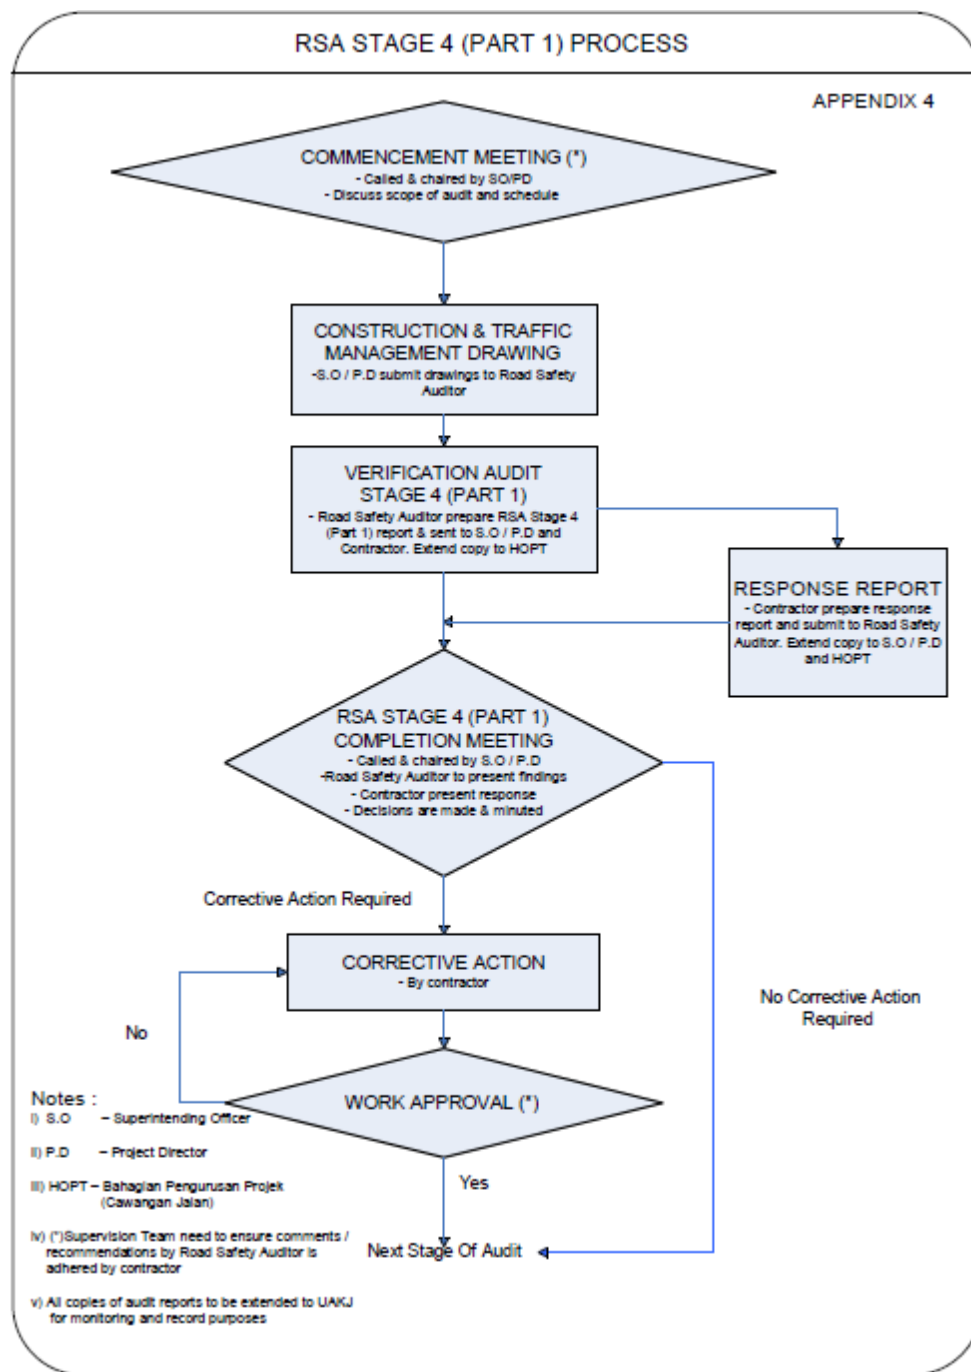 RSA STAGE 4 (PART 1) PROCESS
APPENDIX 4
COMMENCEMENT MEETING (*)
- Called & chaired by SO/PD
- Discuss scope of audit and schedule
CONSTRUCTION & TRAFFIC
MANAGEMENT DRAWING
-S.O / P.D submit drawings to Road Safety
Auditor
VERIFICATION AUDIT
STAGE 4 (PART 1)
- Road Safety Auditor prepare RSA Stage 4
(Part 1) report & sent to S.O / P.D and
Contractor. Extend copy to HOPT
RESPONSE REPORT
- Contractor prepare response
report and submit to Road Safety
Auditor. Extend copy to S.O / P.D
and HOPT
RSA STAGE 4 (PART 1)
COMPLETION MEETING
- Called & chaired by S.O / P.D
-Road Safety Auditor to present findings
- Contractor present response
- Decisions are made & minuted
Corrective Action Required
CORRECTIVE ACTION
- By contractor
No Corrective Action
Required
No
WORK APPROVAL (*)
Yes
Next Stage Of Audit
Notes :
i) S.O – Superintending Officer
ii) P.D – Project Director
iii) HOPT – Bahagian Pengurusan Projek
(Cawangan Jalan)
iv) (*)Supervision Team need to ensure comments /
recommendations by Road Safety Auditor is
adhered by contractor
v) All copies of audit reports to be extended to UAKJ
for monitoring and record purposes